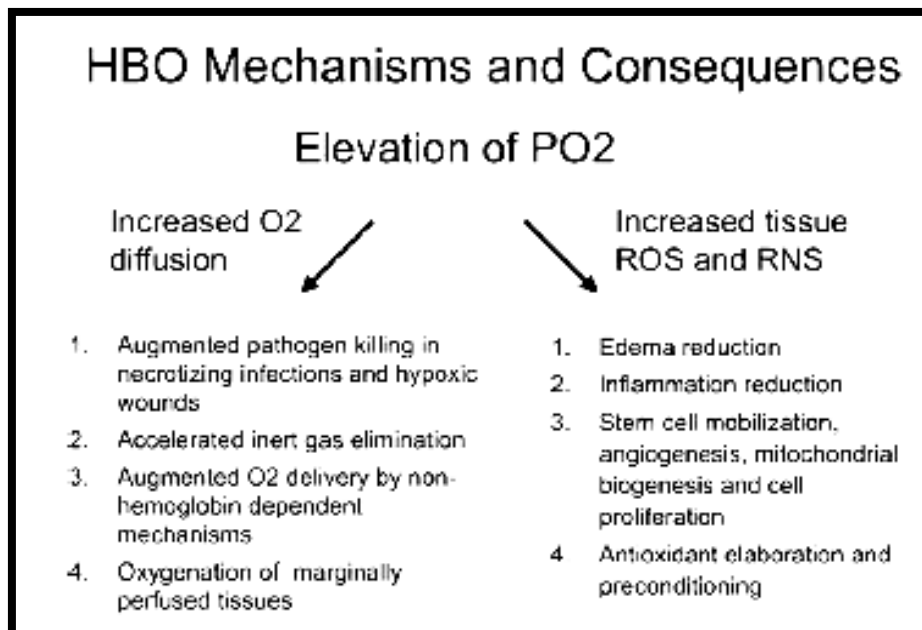 HBO Mechanisms and Consequences
Elevation of PO2
Increased O2
diffusion
1. Augmented pathogen killing in
necrotizing infections and hypoxic
wounds
2. Accelerated inert gas elimination
3. Augmented O2 delivery by non-
hemoglobin dependent
mechanisms
4. Oxygenation of marginally
perfused tissues
Increased tissue
ROS and RNS
1. Edema reduction
2. Inflammation reduction
3. Stem cell mobilization,
angiogenesis, mitochondrial
biogenesis and cell
proliferation
4 Antioxidant elaboration and
preconditioning